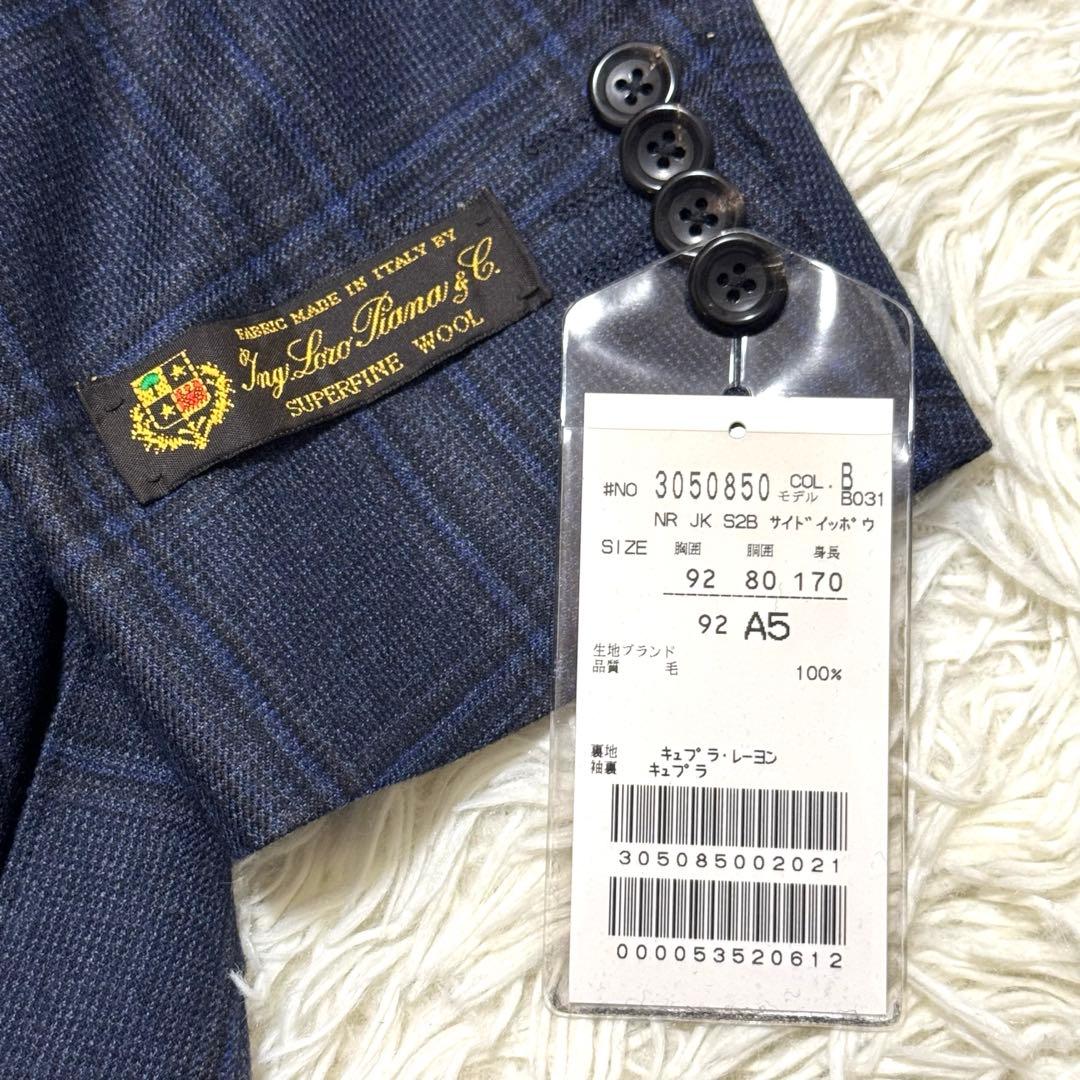 FABRIC MADE IN ITALY BY
Ing Loro Piana & C.
SUPERFINE WOOL
#NO 3050850 COL. B
モデル B031
NR JK S2B サイドイッポウ
SIZE 胸囲 胴囲 身長
92 80 170
92 A5
生地ブランド
品質 毛 100%
裏地 キュプラ・レーヨン
袖裏 キュプラ
305085002021
0000053520612